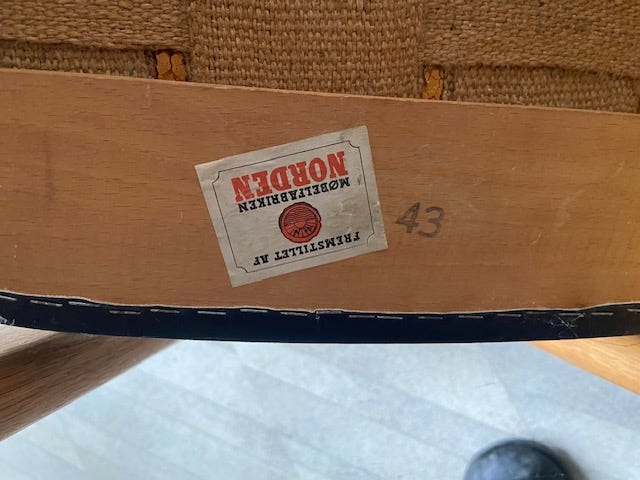 FREMSTILLET AF
MØBELFABRIKEN
NORDEN
43